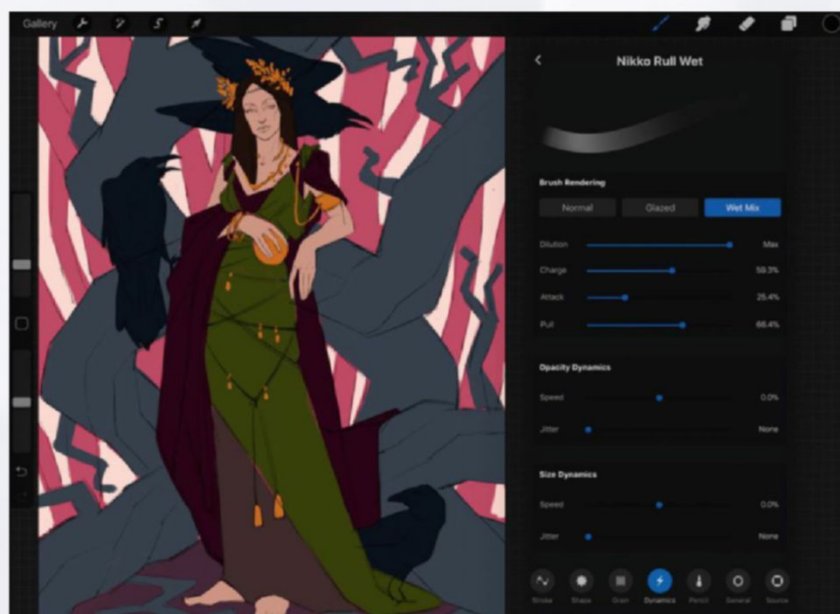 Gallery
Nikko Rull Wet
Brush Rendering
Normal Glazed Wet Mix
Dilution Max
Charge 59.3%
Attack 25.4%
Pull 66.4%
Opacity Dynamics
Speed 0.0%
Jitter None
Size Dynamics
Speed 0.0%
Jitter None
Stroke Shape Grain Dynamics Pencil General Source